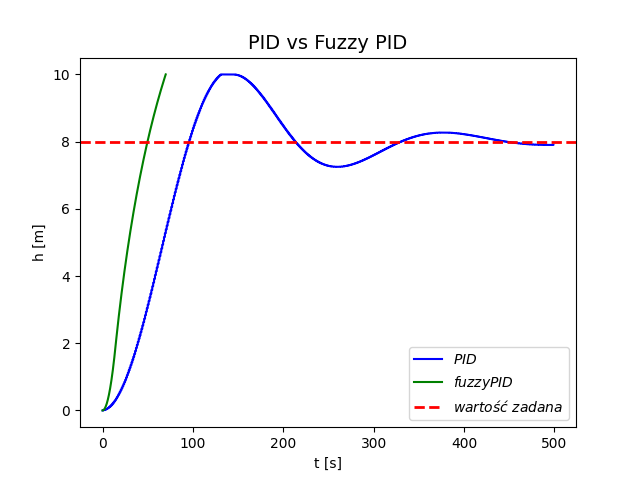 PID vs Fuzzy PID
h [m]
10
8
6
4
2
0
0 100 200 300 400 500
t [s]
PID
fuzzyPID
wartość zadana